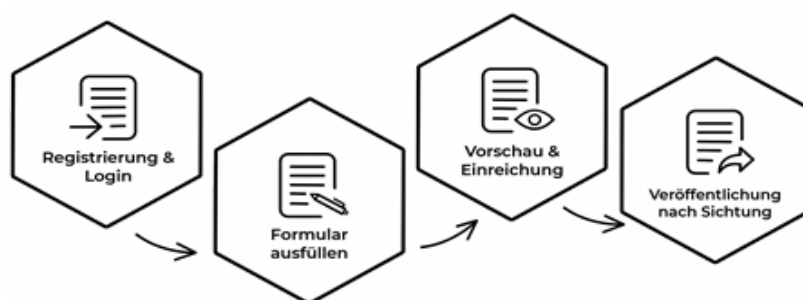 Registrierung &
Login
Formular
ausfüllen
Vorschau &
Einreichung
Veröffentlichung
nach Sichtung